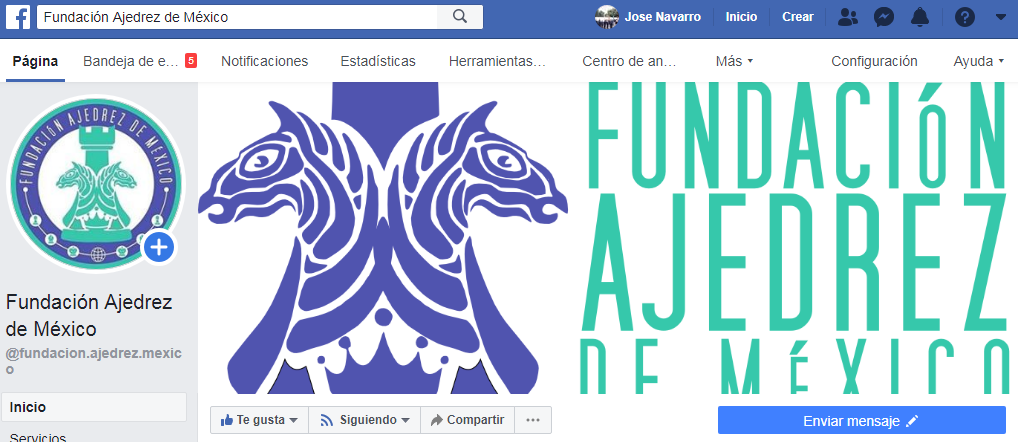 Fundación Ajedrez de México
Jose Navarro
Inicio
Crear
Página
Bandeja de e...
5
Notificaciones
Estadísticas
Herramientas...
Centro de an...
Más
Configuración
Ayuda
FUNDACIÓN AJEDREZ DE MÉXICO
FUNDACIÓN
AJEDREZ
DE MÉXICO
Fundación Ajedrez
de México
@fundacion.ajedrez.mexic
o
Inicio
Servicios
Te gusta
Siguiendo
Compartir
Enviar mensaje